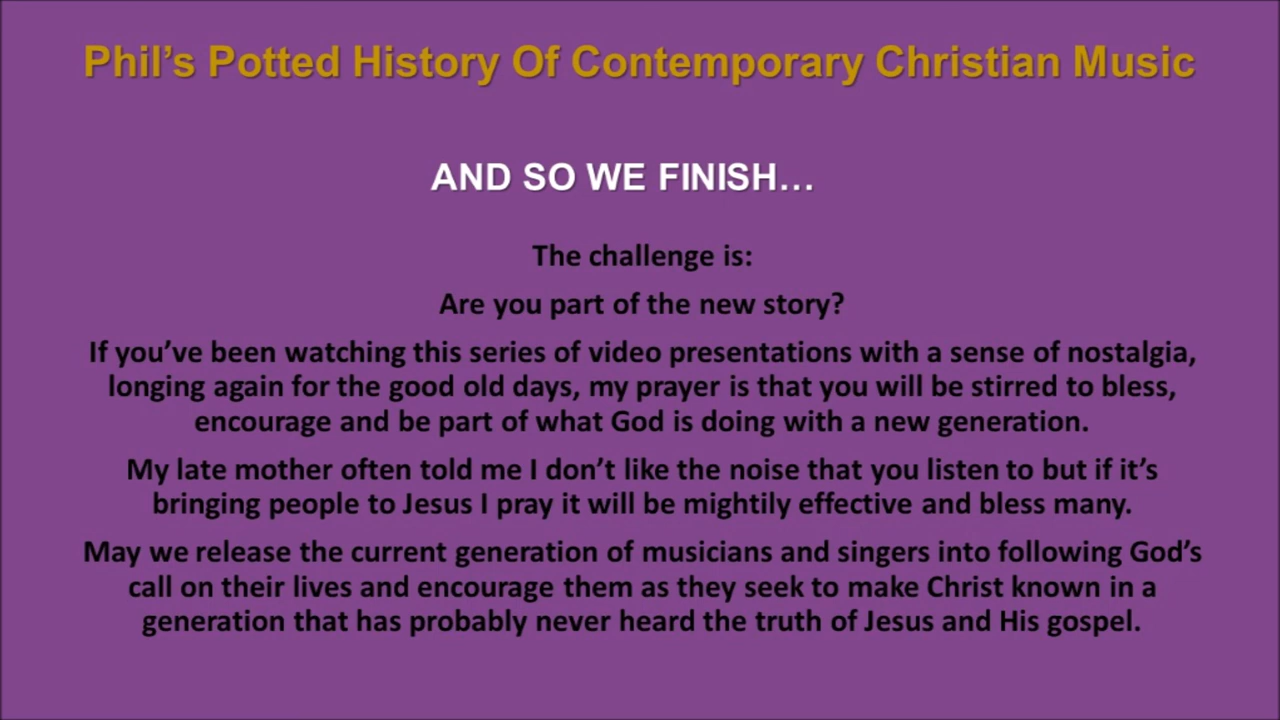 Phil’s Potted History Of Contemporary Christian Music
AND SO WE FINISH…
The challenge is:
Are you part of the new story?
If you’ve been watching this series of video presentations with a sense of nostalgia,
longing again for the good old days, my prayer is that you will be stirred to bless,
encourage and be part of what God is doing with a new generation.
My late mother often told me I don’t like the noise that you listen to but if it’s
bringing people to Jesus I pray it will be mightily effective and bless many.
May we release the current generation of musicians and singers into following God’s
call on their lives and encourage them as they seek to make Christ known in a
generation that has probably never heard the truth of Jesus and His gospel.